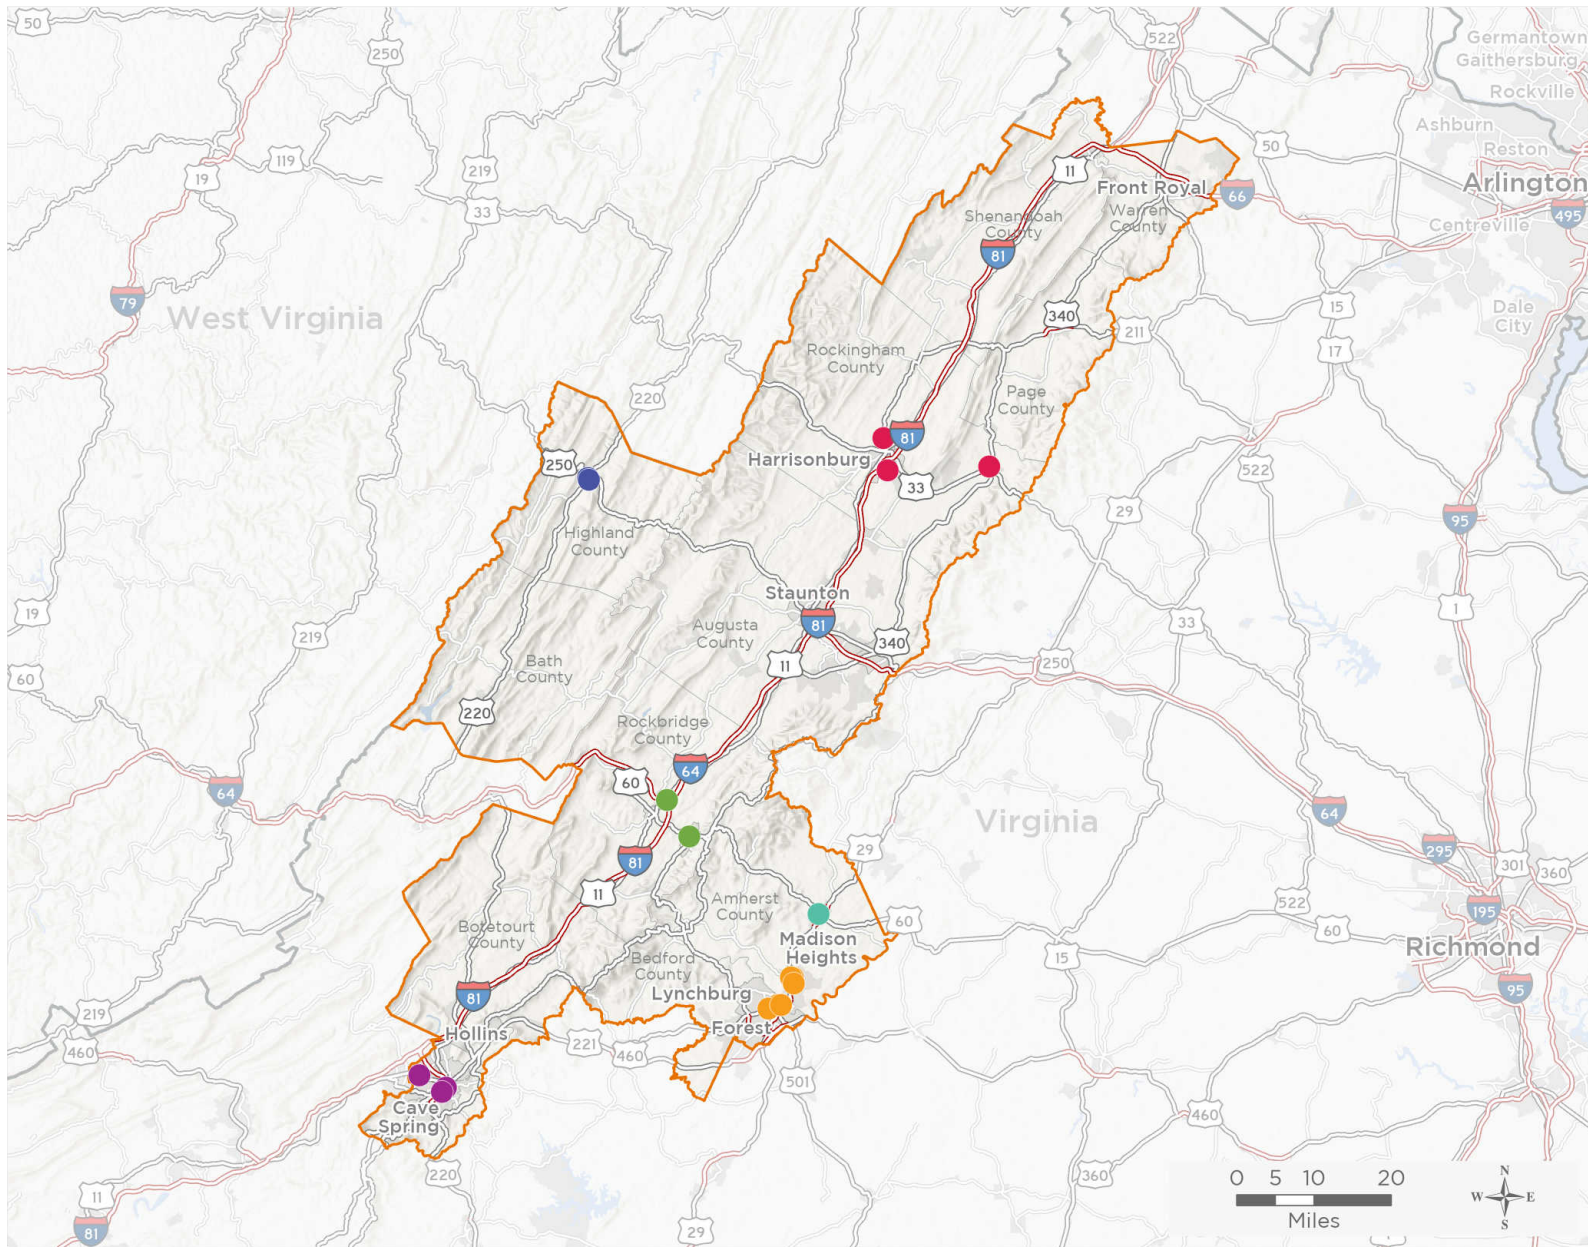 50
250
522
Germantown
Gaithersburg
Rockville
Ashburn
Reston
119
219
19
11
50
Front Royal
66
Arlington
495
33
Shenandoah
County
Warren
County
Centreville
81
79
West Virginia
340
15
Dale
City
211
17
Rockingham
County
220
Page
County
81
Harrisonburg
250
33
522
29
95
Highland
County
Staunton
19
81
1
33
219
Augusta
County
340
11
250
60
Bath
County
220
Rockbridge
County
64
60
64
Virginia
64
29
295
81
301
360
11
Amherst
County
522
195
60
60
Botetourt
County
Madison
Heights
Richmond
15
Bedford
County
Lynchburg
81
95
219
Forest
Hollins
221
460
460
501
Cave
Spring
460
220
360
0 5 10 20
Miles
N
W E
S
11
81
29
1